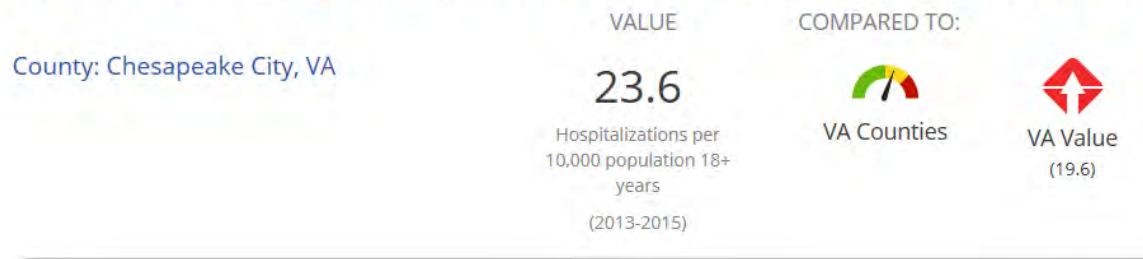 VALUE
COMPARED TO:
County: Chesapeake City, VA
23.6
Hospitalizations per
10,000 population 18+
years
(2013-2015)
VA Counties
VA Value
(19.6)